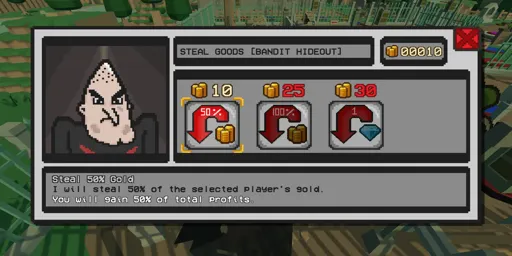 STEAL GOODS [BANDIT HIDEOUT]
00010
10
25
30
50%
100%
1
Steal 50% Gold
I will steal 50% of the selected player's gold.
You will gain 50% of total profits.